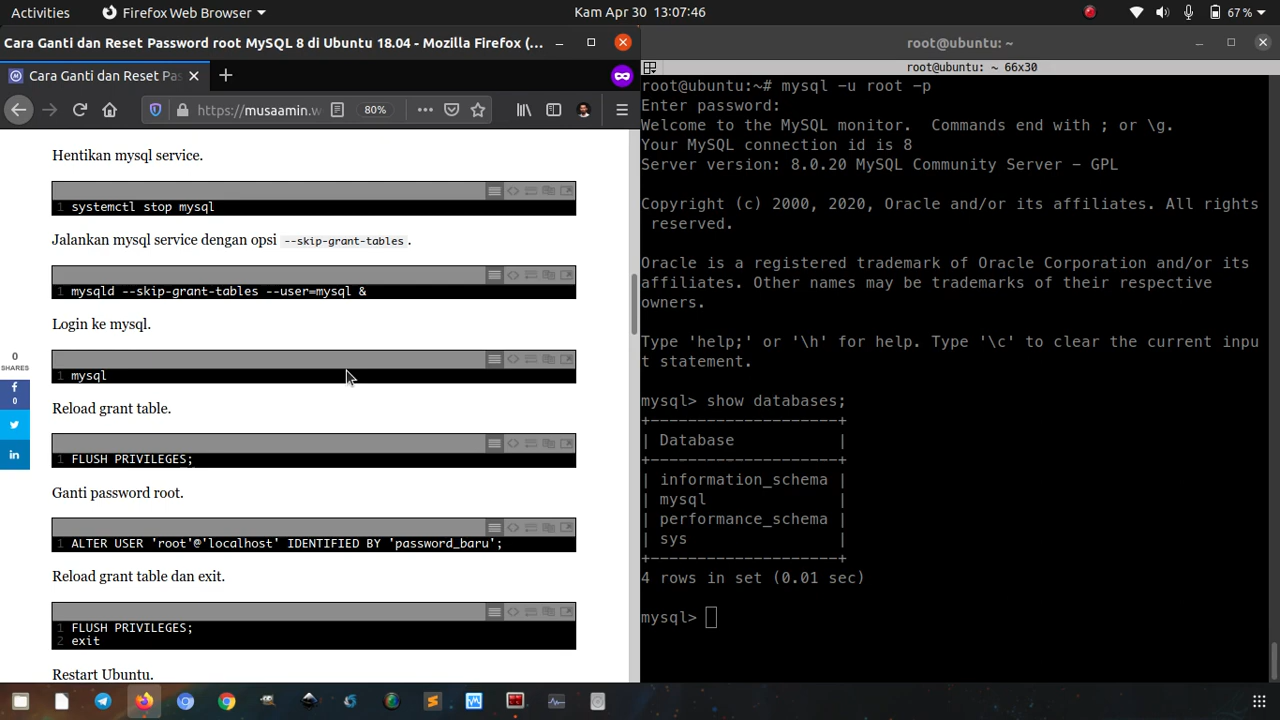 Activities
Firefox Web Browser
Kam Apr 30 13:07:46
67 %
Cara Ganti dan Reset Password root MySQL 8 di Ubuntu 18.04 - Mozilla Firefox (...
Cara Ganti dan Reset Pas
https://musaamin.w
80%
Hentikan mysql service.
1 systemctl stop mysql
Jalankan mysql service dengan opsi --skip-grant-tables.
1 mysqld --skip-grant-tables --user=mysql &
Login ke mysql.
0
SHARES
1 mysql
0
Reload grant table.
1 FLUSH PRIVILEGES;
Ganti password root.
1 ALTER USER 'root'@'localhost' IDENTIFIED BY 'password_baru';
Reload grant table dan exit.
1 FLUSH PRIVILEGES;
2 exit
Restart Ubuntu.
root@ubuntu: ~
root@ubuntu: ~ 66x30
root@ubuntu:~# mysql -u root -p
Enter password:
Welcome to the MySQL monitor.  Commands end with ; or \g.
Your MySQL connection id is 8
Server version: 8.0.20 MySQL Community Server - GPL
Copyright (c) 2000, 2020, Oracle and/or its affiliates. All rights
 reserved.
Oracle is a registered trademark of Oracle Corporation and/or its
affiliates. Other names may be trademarks of their respective
owners.
Type 'help;' or '\h' for help. Type '\c' to clear the current inpu
t statement.
mysql> show databases;
+--------------------+
| Database           |
+--------------------+
| information_schema |
| mysql              |
| performance_schema |
| sys                |
+--------------------+
4 rows in set (0.01 sec)
mysql>